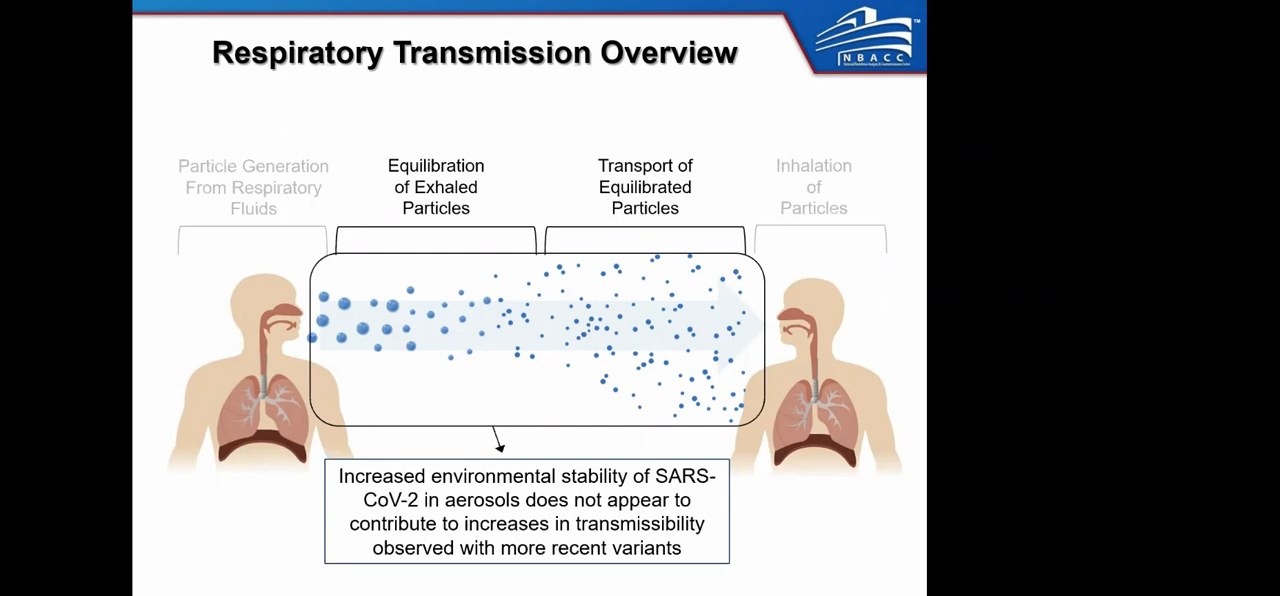 Respiratory Transmission Overview
NBACC
TM
Particle Generation
From Respiratory
Fluids
Equilibration
of Exhaled
Particles
Transport of
Equilibrated
Particles
Inhalation
of
Particles
Increased environmental stability of SARS-
CoV-2 in aerosols does not appear to
contribute to increases in transmissibility
observed with more recent variants